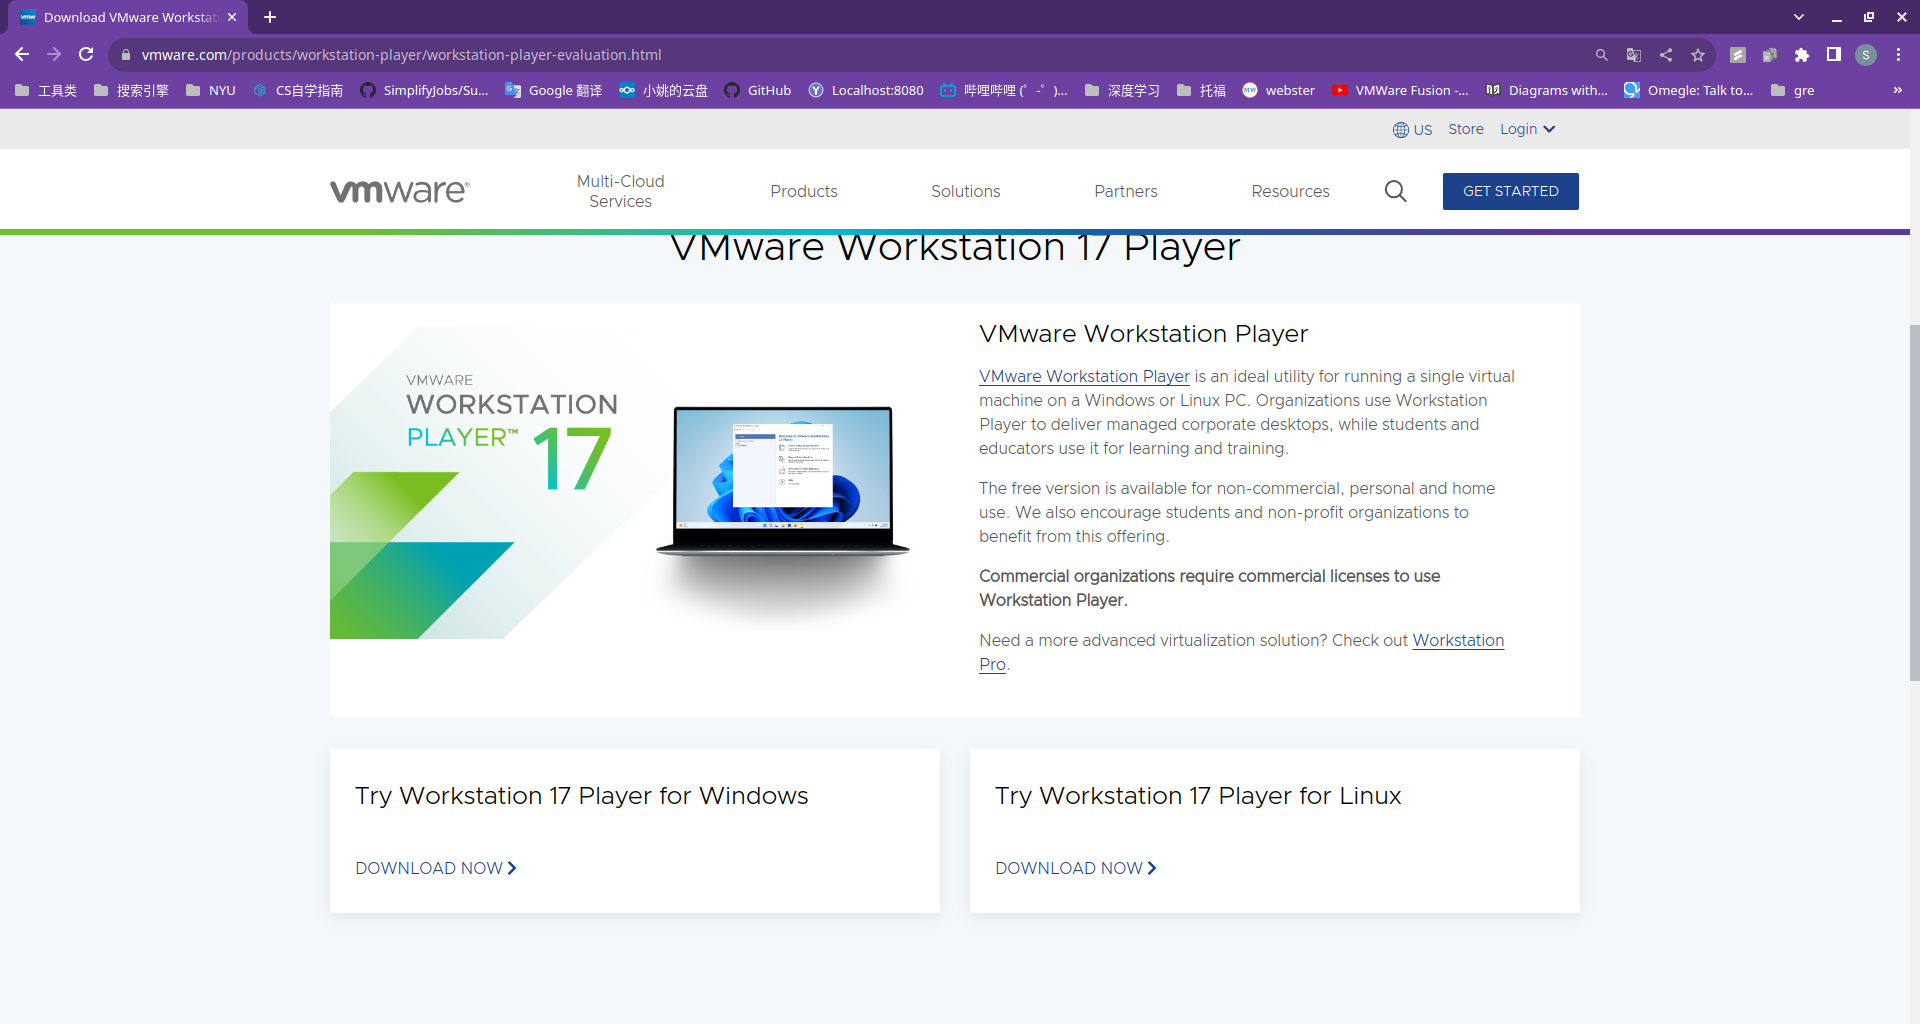 Download VMware Workstat
vmware.com/products/workstation-player/workstation-player-evaluation.html
S
工具类 搜索引擎 NYU CS自学指南 SimplifyJobs/Su... Google 翻译 小姚的云盘 GitHub Localhost:8080 哔哩哔哩 (゜-゜)... 深度学习 托福 webster VMWare Fusion -... Diagrams with... Omegle: Talk to... gre »
US Store Login
vmware® Multi-Cloud Services Products Solutions Partners Resources GET STARTED
VMware Workstation 17 Player
VMWARE
WORKSTATION
PLAYER™ 17
VMware Workstation Player
VMware Workstation Player is an ideal utility for running a single virtual
machine on a Windows or Linux PC. Organizations use Workstation
Player to deliver managed corporate desktops, while students and
educators use it for learning and training.
The free version is available for non-commercial, personal and home
use. We also encourage students and non-profit organizations to
benefit from this offering.
Commercial organizations require commercial licenses to use
Workstation Player.
Need a more advanced virtualization solution? Check out Workstation
Pro.
Try Workstation 17 Player for Windows
DOWNLOAD NOW
Try Workstation 17 Player for Linux
DOWNLOAD NOW